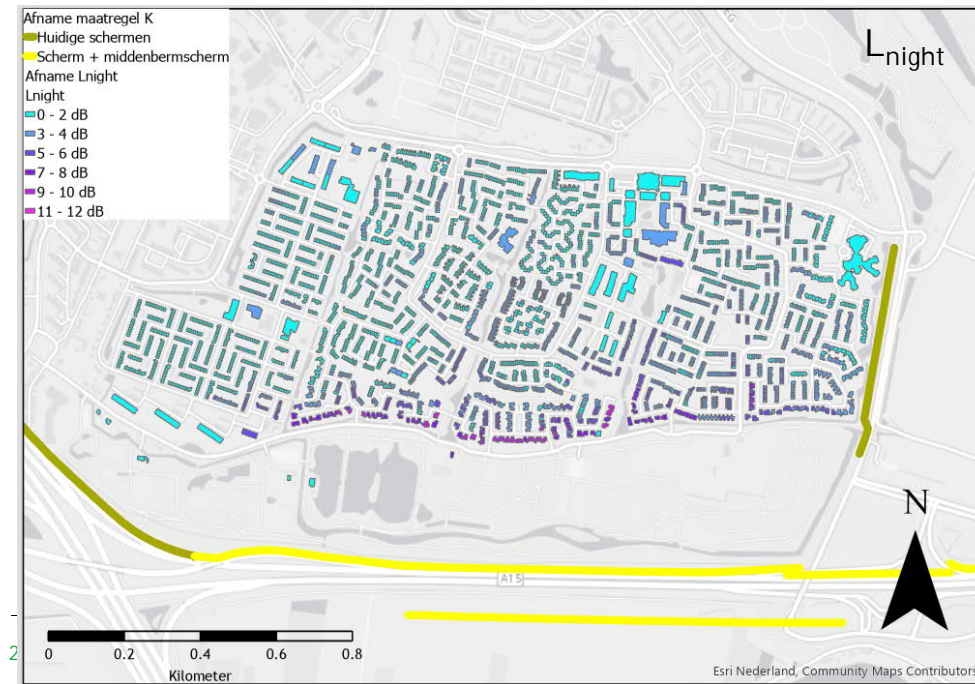 Afname maatregel K
Huidige schermen
Scherm + middenbermscherm
Afname Lnight
Lnight
0 - 2 dB
3 - 4 dB
5 - 6 dB
7 - 8 dB
9 - 10 dB
11 - 12 dB
Lnight
N
A15
2
0 0.2 0.4 0.6 0.8
Kilometer
Esri Nederland, Community Maps Contributors